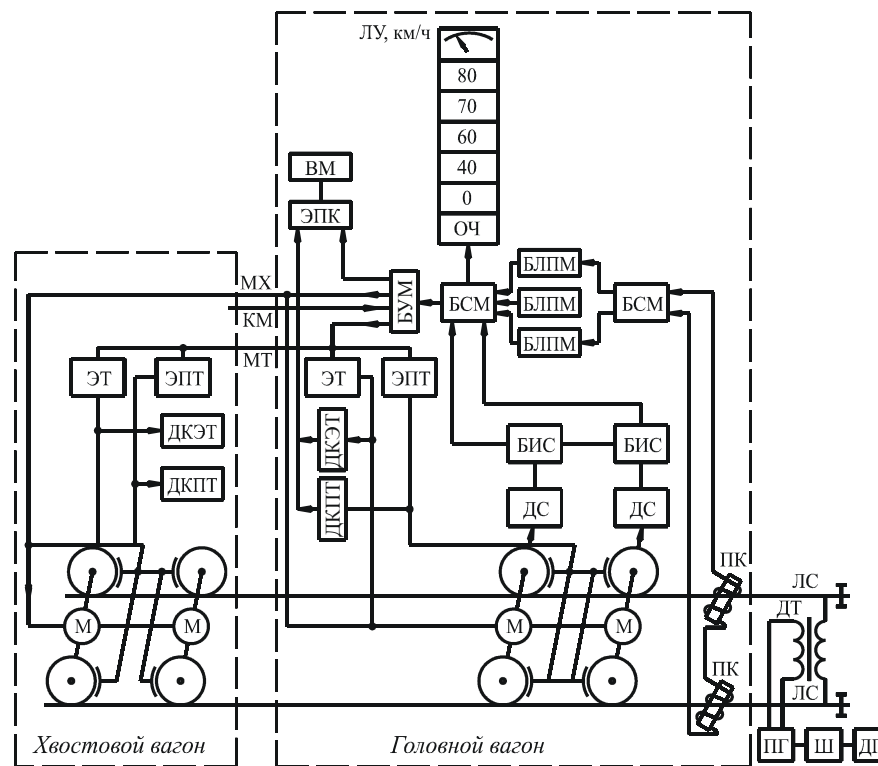 ЛУ, км/ч
80
70
60
40
0
ОЧ
ВМ
ЭПК
МХ
КМ
МТ
БУМ
БСМ
БЛПМ
БЛПМ
БЛПМ
БСМ
ЭТ
ЭПТ
ЭТ
ЭПТ
ДКЭТ
ДКПТ
ДКЭТ
ДКПТ
БИС
БИС
ДС
ДС
М
М
М
М
ПК
ПК
ЛС
ДТ
ЛС
ПГ
Ш
Хвостовой вагон
Головной вагон